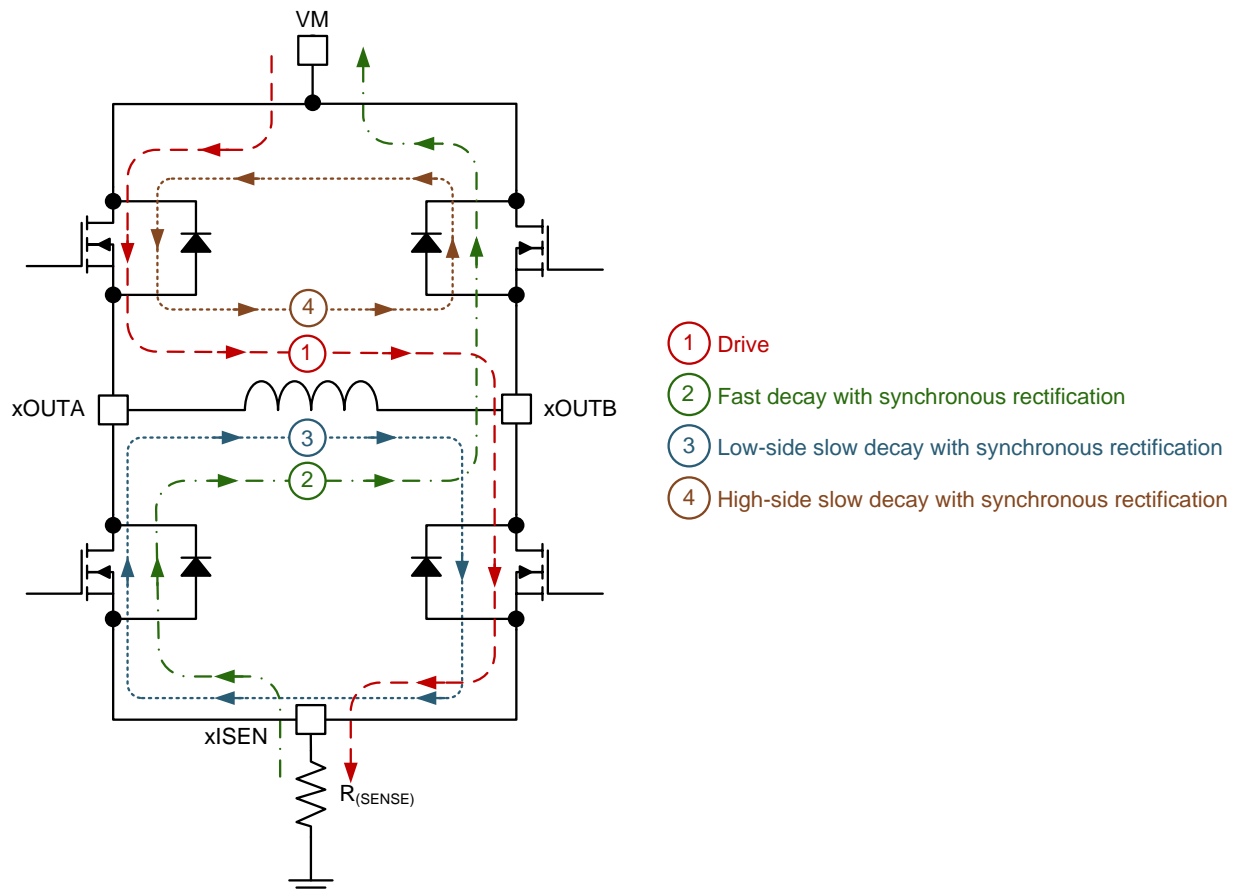 VM
4
1
xOUTA
xOUTB
3
2
xISEN
R(SENSE)
1 Drive
2 Fast decay with synchronous rectification
3 Low-side slow decay with synchronous rectification
4 High-side slow decay with synchronous rectification